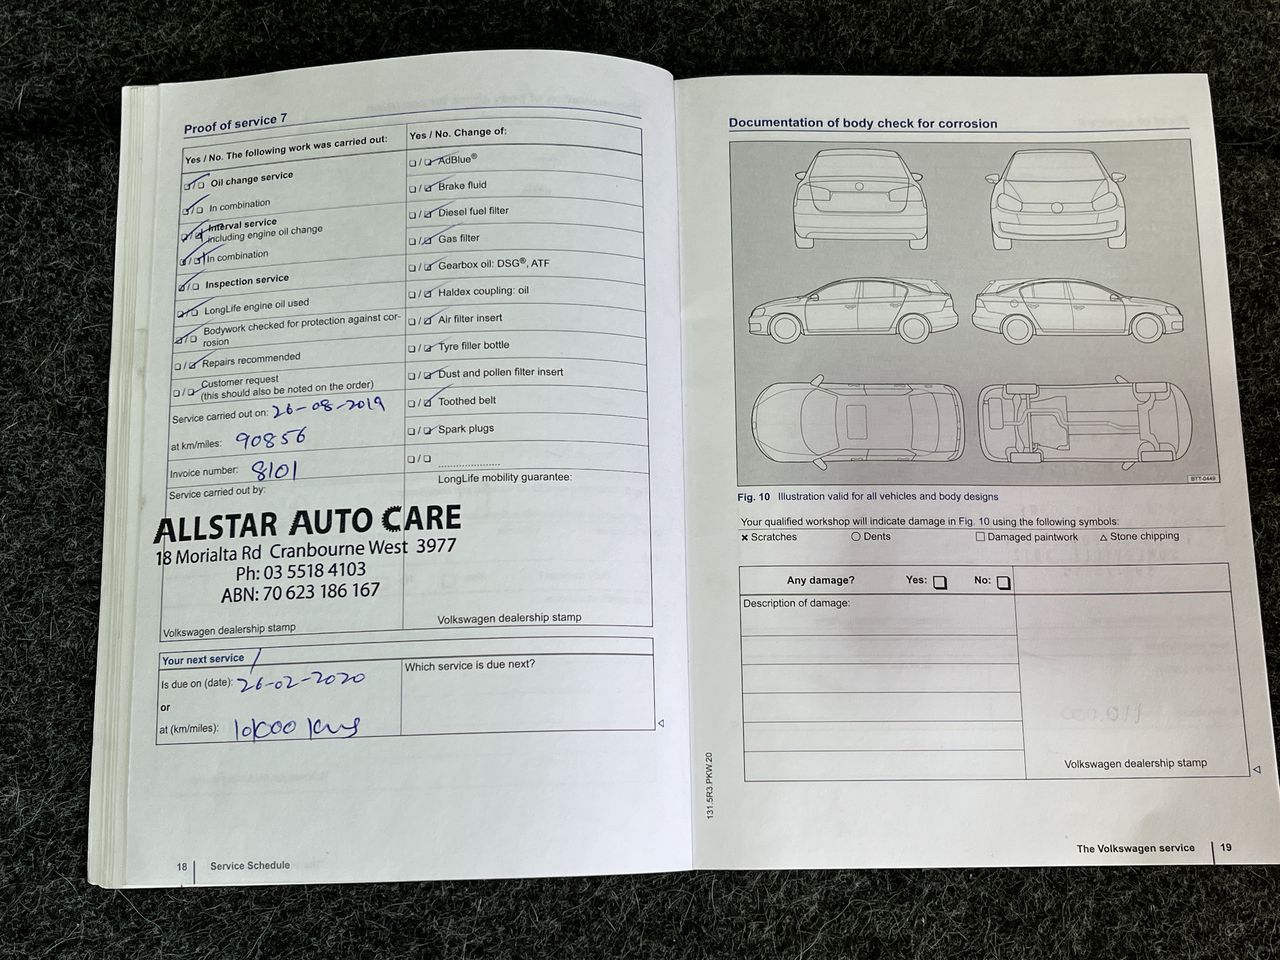 Proof of service 7
Yes / No. The following work was carried out:
Oil change service
In combination
Interval service
including engine oil change
In combination
Inspection service
LongLife engine oil used
Bodywork checked for protection against cor-
rosion
Repairs recommended
Customer request
(this should also be noted on the order)
Service carried out on: 26-08-2019
at km/miles: 90856
Invoice number: 8101
Service carried out by:
ALLSTAR AUTO CARE
18 Morialta Rd Cranbourne West 3977
Ph: 03 5518 4103
ABN: 70 623 186 167
Volkswagen dealership stamp
Yes / No. Change of:
AdBlue®
Brake fluid
Diesel fuel filter
Gas filter
Gearbox oil: DSG®, ATF
Haldex coupling: oil
Air filter insert
Tyre filler bottle
Dust and pollen filter insert
Toothed belt
Spark plugs
LongLife mobility guarantee:
Volkswagen dealership stamp
Your next service
Is due on (date): 26-02-2020
or
at (km/miles):
Which service is due next?
18 Service Schedule
Documentation of body check for corrosion
BTT-0449
Fig. 10 Illustration valid for all vehicles and body designs
Your qualified workshop will indicate damage in Fig. 10 using the following symbols:
× Scratches ○ Dents □ Damaged paintwork △ Stone chipping
Any damage? Yes: No:
Description of damage:
Volkswagen dealership stamp
131.5R3.PKW.20
The Volkswagen service 19